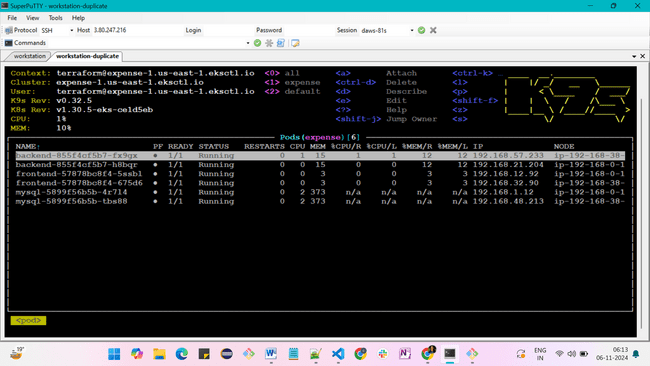 SuperPuTTY - workstation-duplicate
File View Tools Help
Protocol SSH Host 3.80.247.216 Login Password Session daws-81s
Commands
workstation workstation-duplicate
Context: terraform@expense-1.us-east-1.eksctl.io <0> all <a> Attach <ctrl-k>
Cluster: expense-1.us-east-1.eksctl.io <1> expense <ctrl-d> Delete <l>
User: terraform@expense-1.us-east-1.eksctl.io <2> default <d> Describe <p>
K9s Rev: v0.32.5 <e> Edit <shift-f>
K8s Rev: v1.30.5-eks-ce1d5eb <?> Help <z>
CPU: 1% <shift-j> Jump Owner <s>
MEM: 10%
Pods(expense)[6]
NAME↑ PF READY STATUS RESTARTS CPU MEM %CPU/R %CPU/L %MEM/R %MEM/L IP NODE
backend-855f4cf5b7-fx9gx ● 1/1 Running 0 1 15 1 1 12 12 192.168.57.233 ip-192-168-38-
backend-855f4cf5b7-h8bqr ● 1/1 Running 0 0 15 0 0 12 12 192.168.21.204 ip-192-168-0-1
frontend-57878bc8f4-5ssbl ● 1/1 Running 0 0 3 0 0 3 3 192.168.12.92 ip-192-168-0-1
frontend-57878bc8f4-675d6 ● 1/1 Running 0 0 3 0 0 3 3 192.168.32.90 ip-192-168-38-
mysql-5899f56b5b-4r7l4 ● 1/1 Running 0 2 373 n/a n/a n/a n/a 192.168.1.12 ip-192-168-0-1
mysql-5899f56b5b-tbs88 ● 1/1 Running 0 2 373 n/a n/a n/a n/a 192.168.48.213 ip-192-168-38-
<pod>
19°
ENG
IN
06:13
06-11-2024